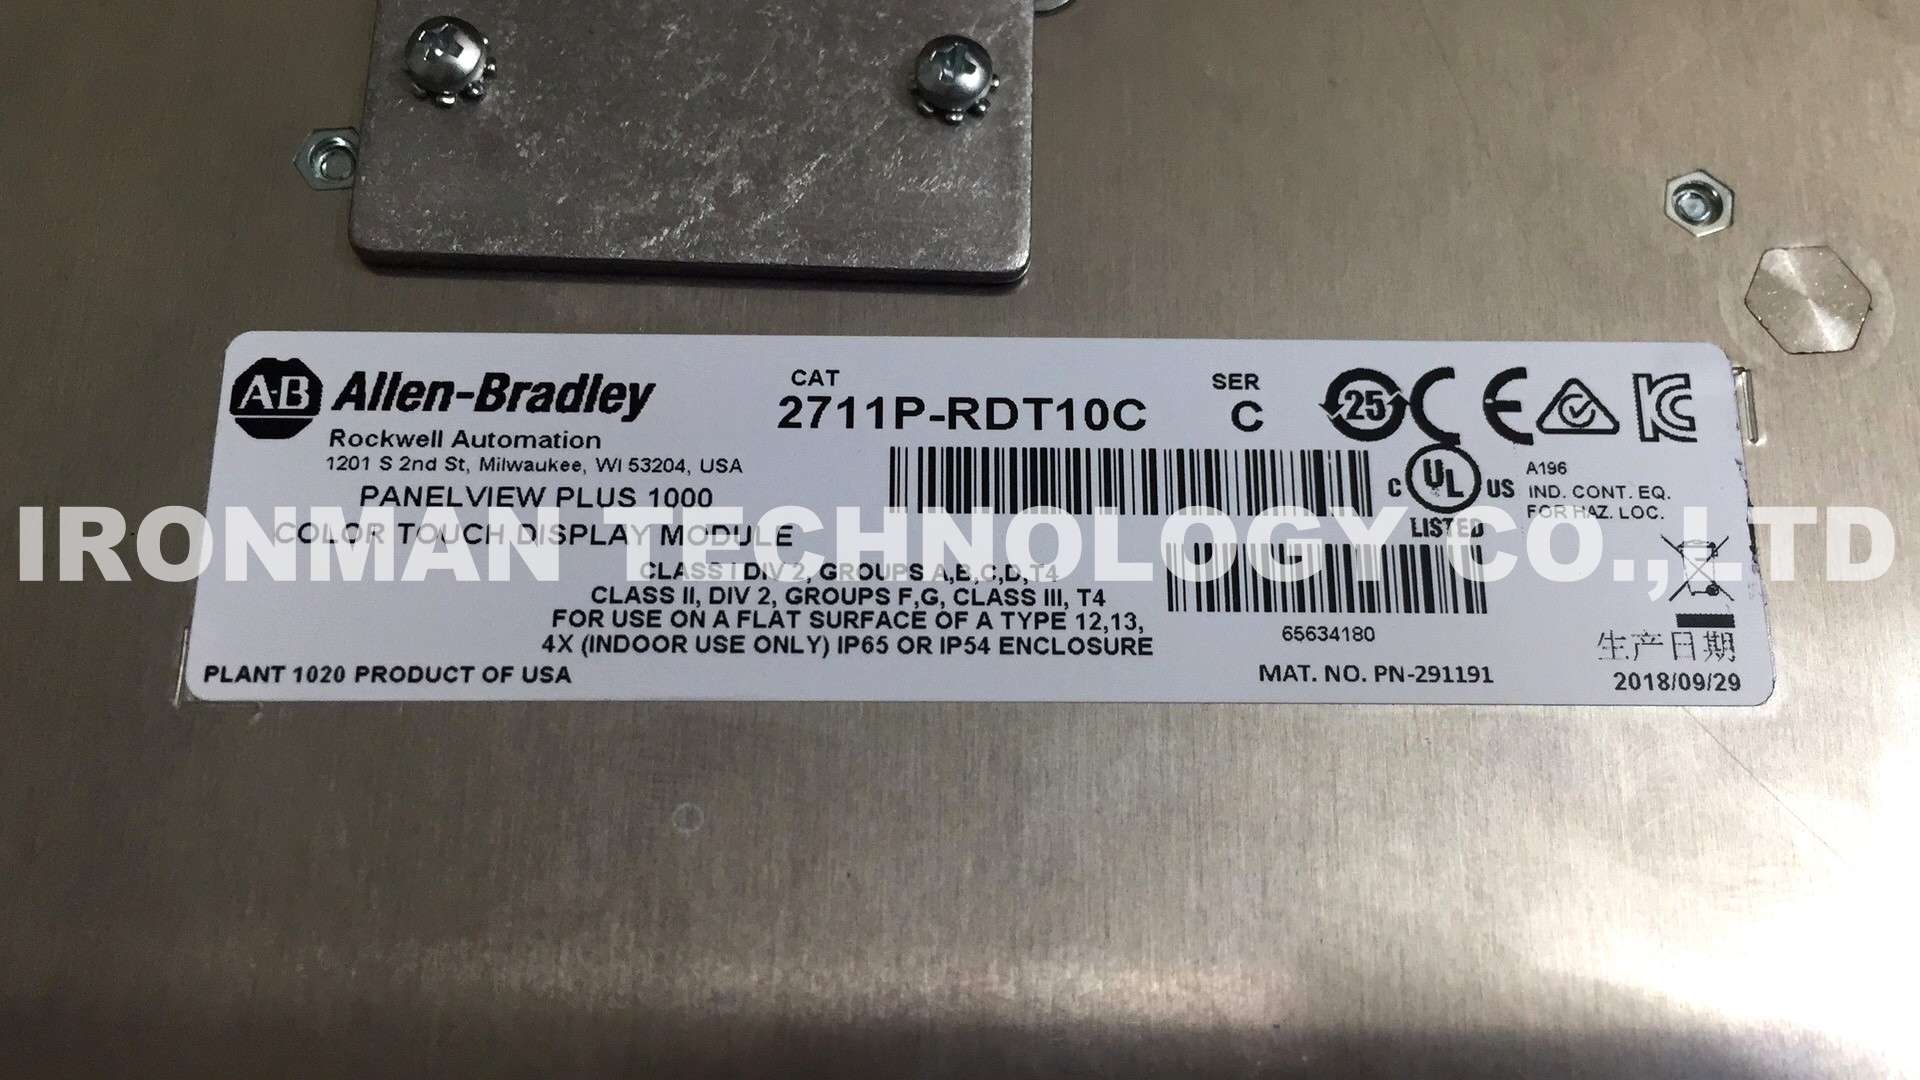 A-B Allen-Bradley
Rockwell Automation
1201 S 2nd St, Milwaukee, WI 53204, USA
PANELVIEW PLUS 1000
COLOR TOUCH DISPLAY MODULE
CAT
2711P-RDT10C
SER
C
25
CE
KC
C UL US
LISTED
A196
IND. CONT. EQ.
FOR HAZ. LOC.
IRONMAN TECHNOLOGY CO.,LTD
CLASS I DIV 2, GROUPS A,B,C,D,T4
CLASS II, DIV 2, GROUPS F,G, CLASS III, T4
FOR USE ON A FLAT SURFACE OF A TYPE 12,13,
4X (INDOOR USE ONLY) IP65 OR IP54 ENCLOSURE
PLANT 1020 PRODUCT OF USA
65634180
MAT. NO. PN-291191
生产日期
2018/09/29